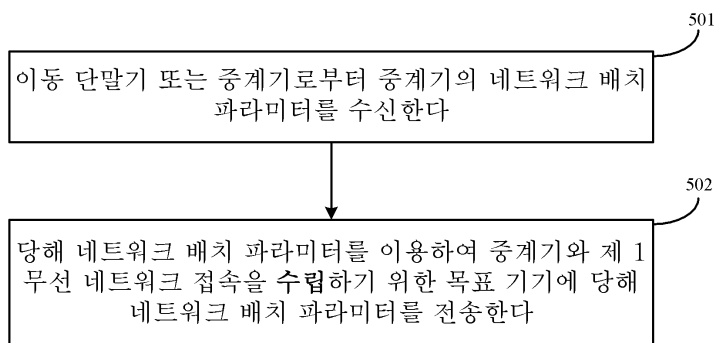 501
이동 단말기 또는 중계기로부터 중계기의 네트워크 배치
파라미터를 수신한다
502
당해 네트워크 배치 파라미터를 이용하여 중계기와 제 1
무선 네트워크 접속을 수립하기 위한 목표 기기에 당해
네트워크 배치 파라미터를 전송한다